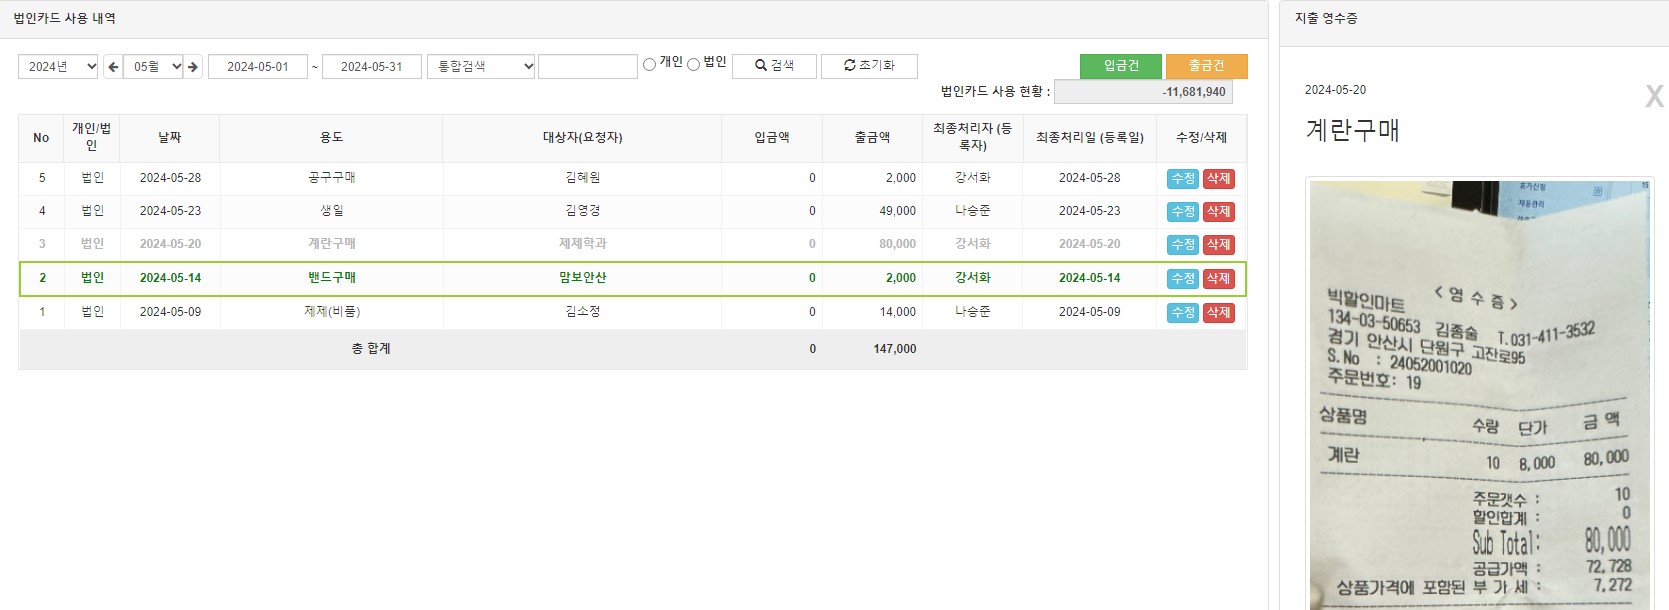 법인카드 사용 내역
2024년 05월 2024-05-01 ~ 2024-05-31 통합검색 개인 법인 검색 초기화 입금건 출금건
법인카드 사용 현황 : -11,681,940
No 개인/법인 날짜 용도 대상자(요청자) 입금액 출금액 최종처리자 (등록자) 최종처리일 (등록일) 수정/삭제
5 법인 2024-05-28 공구구매 김혜원 0 2,000 강서화 2024-05-28 수정 삭제
4 법인 2024-05-23 생일 김영경 0 49,000 나승준 2024-05-23 수정 삭제
3 법인 2024-05-20 계란구매 제제학과 0 80,000 강서화 2024-05-20 수정 삭제
2 법인 2024-05-14 밴드구매 맘보안산 0 2,000 강서화 2024-05-14 수정 삭제
1 법인 2024-05-09 제제(비품) 김소정 0 14,000 나승준 2024-05-09 수정 삭제
총 합계 0 147,000
지출 영수증
2024-05-20
X
계란구매
휴가신청
채용관리
15
<영 수 증>
빅할인마트
134-03-50653 김종술 T.031-411-3532
경기 안산시 단원구 고잔로95
S.No : 24052001020
주문번호: 19
상품명 수량 단가 금 액
계란 10 8,000 80,000
주문갯수 : 10
할인합계 : 0
Sub Total: 80,000
공급가액 : 72,728
상품가격에 포함된 부 가 세 : 7,272